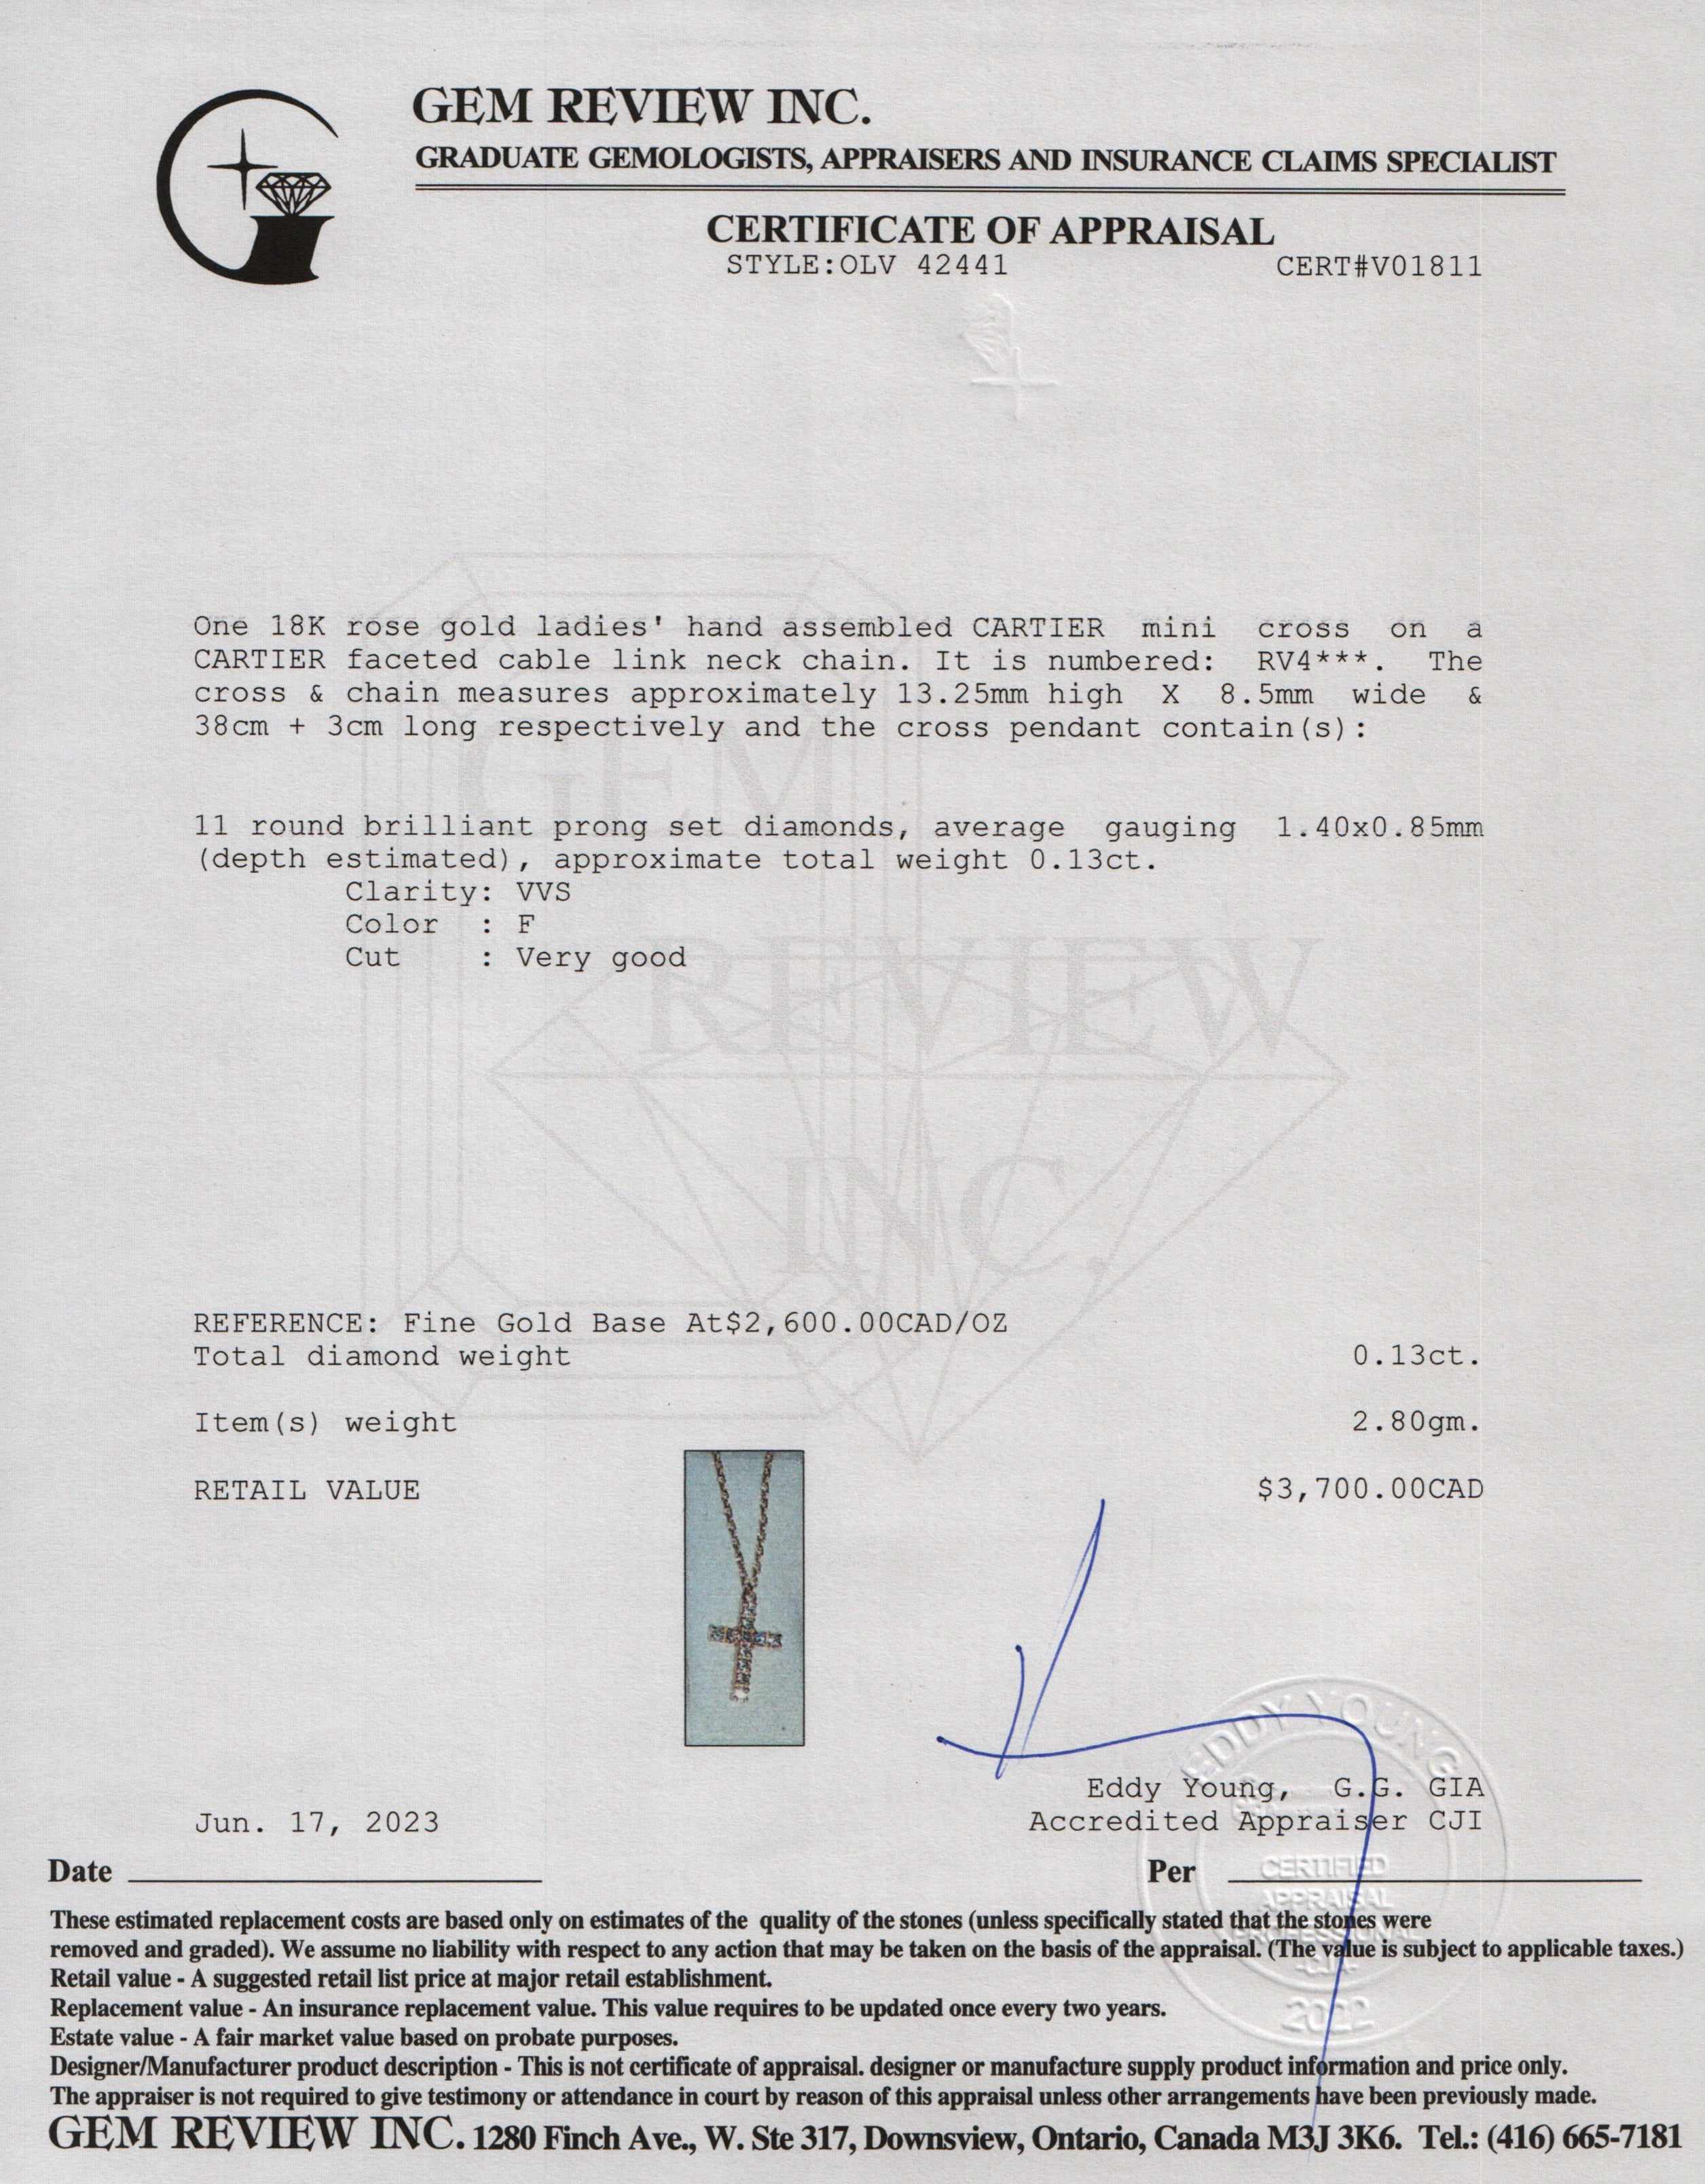 GEM REVIEW INC.
GRADUATE GEMOLOGISTS, APPRAISERS AND INSURANCE CLAIMS SPECIALIST
CERTIFICATE OF APPRAISAL
STYLE:OLV 42441 CERT#V01811
One 18K rose gold ladies' hand assembled CARTIER mini cross on a
CARTIER faceted cable link neck chain. It is numbered: RV4***. The
cross & chain measures approximately 13.25mm high X 8.5mm wide &
38cm + 3cm long respectively and the cross pendant contain(s):
11 round brilliant prong set diamonds, average gauging 1.40x0.85mm
(depth estimated), approximate total weight 0.13ct.
Clarity: VVS
Color : F
Cut : Very good
GEM
REVIEW
INC.
REFERENCE: Fine Gold Base At$2,600.00CAD/OZ
Total diamond weight 0.13ct.
Item(s) weight 2.80gm.
RETAIL VALUE $3,700.00CAD
EDDY YOUNG
Eddy Young, G.G. GIA
Jun. 17, 2023 Accredited Appraiser CJI
Date Per
CERTIFIED
APPRAISAL
PROFESSIONAL
2022
These estimated replacement costs are based only on estimates of the quality of the stones (unless specifically stated that the stones were
removed and graded). We assume no liability with respect to any action that may be taken on the basis of the appraisal. (The value is subject to applicable taxes.)
Retail value - A suggested retail list price at major retail establishment.
Replacement value - An insurance replacement value. This value requires to be updated once every two years.
Estate value - A fair market value based on probate purposes.
Designer/Manufacturer product description - This is not certificate of appraisal. designer or manufacture supply product information and price only.
The appraiser is not required to give testimony or attendance in court by reason of this appraisal unless other arrangements have been previously made.
GEM REVIEW INC. 1280 Finch Ave., W. Ste 317, Downsview, Ontario, Canada M3J 3K6. Tel.: (416) 665-7181